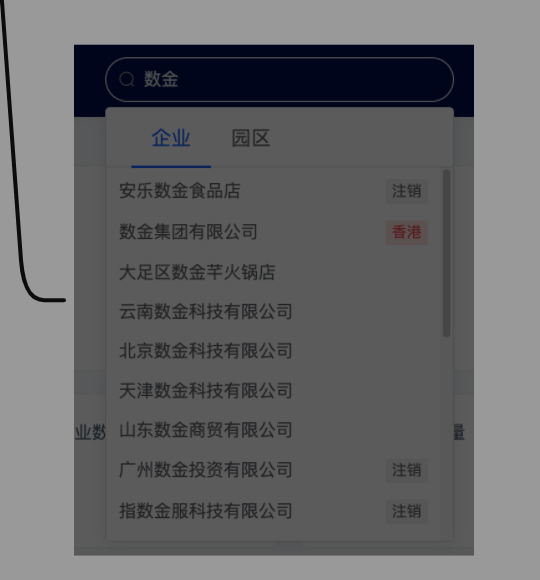 数金
企业 园区
安乐数金食品店 注销
数金集团有限公司 香港
大足区数金芊火锅店
云南数金科技有限公司
北京数金科技有限公司
天津数金科技有限公司
业数 山东数金商贸有限公司 量
广州数金投资有限公司 注销
指数金服科技有限公司 注销